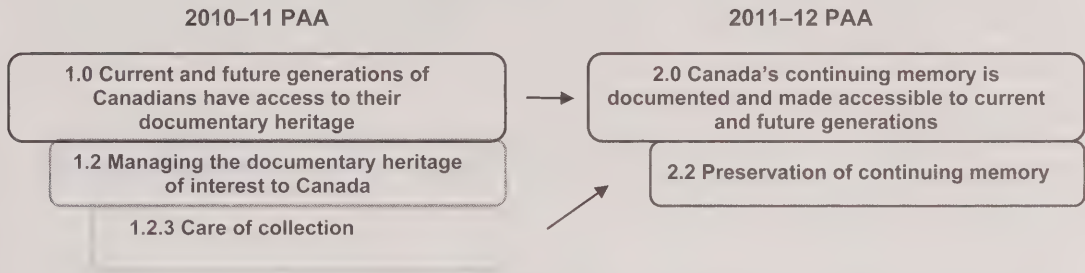 2010–11 PAA
2011–12 PAA
1.0 Current and future generations of
Canadians have access to their
documentary heritage
1.2 Managing the documentary heritage
of interest to Canada
1.2.3 Care of collection
2.0 Canada's continuing memory is
documented and made accessible to current
and future generations
2.2 Preservation of continuing memory